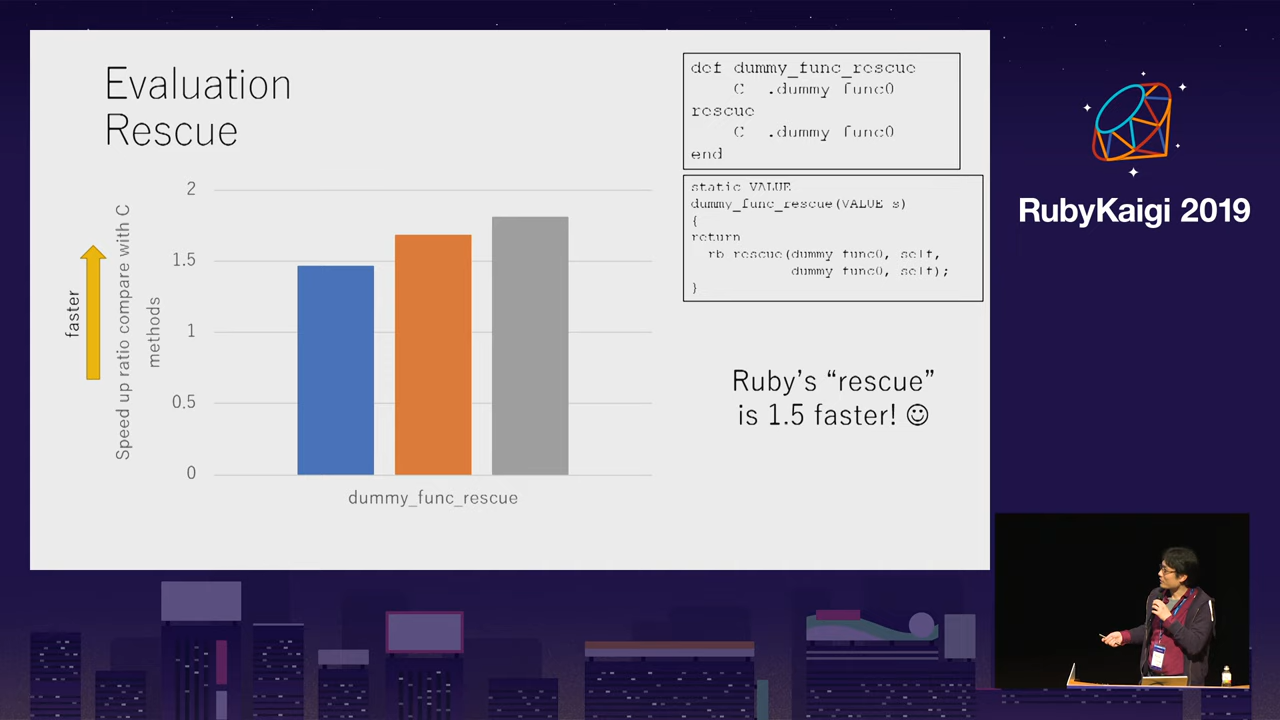 Evaluation
Rescue
faster
Speed up ratio compare with C
methods
2
1.5
1
0.5
0
dummy_func_rescue
def dummy_func_rescue
C  .dummy func0
rescue
C  .dummy func0
end
static VALUE
dummy_func_rescue(VALUE s)
{
return
rb rescue(dummy func0, self,
dummy func0, self);
}
Ruby's “rescue”
is 1.5 faster! ☺
RubyKaigi 2019